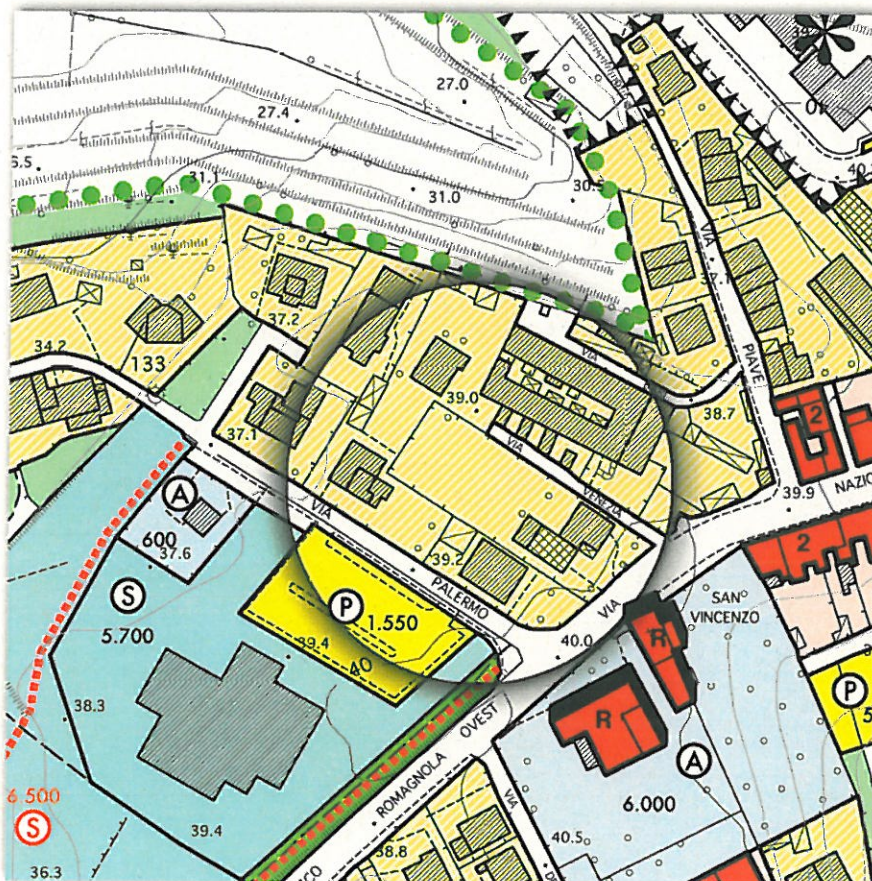 27.0
27.4
6.5
31.1
31.0
30.5
VIA
PIAVE
37.2
34.2
133
39.0
VIA
38.7
37.1
VIA
VENEZIA
2
39.9
NAZIO
A
600
37.6
VIA
PALERMO
39.2
2
S
5.700
P
1.550
39.4
40
VIA
40.0
SAN
VINCENZO
R
R
P
38.3
OVEST
ROMAGNOLA
A
6.000
6.500
S
39.4
36.3
38.8
VIA
40.5